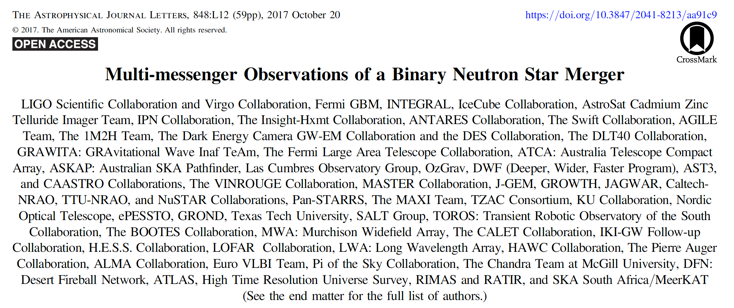 The Astrophysical Journal Letters, 848:L12 (59pp), 2017 October 20
https://doi.org/10.3847/2041-8213/aa91c9
© 2017. The American Astronomical Society. All rights reserved.
OPEN ACCESS
CrossMark
Multi-messenger Observations of a Binary Neutron Star Merger
LIGO Scientific Collaboration and Virgo Collaboration, Fermi GBM, INTEGRAL, IceCube Collaboration, AstroSat Cadmium Zinc
Telluride Imager Team, IPN Collaboration, The Insight-Hxmt Collaboration, ANTARES Collaboration, The Swift Collaboration, AGILE
Team, The 1M2H Team, The Dark Energy Camera GW-EM Collaboration and the DES Collaboration, The DLT40 Collaboration,
GRAWITA: GRAvitational Wave Inaf TeAm, The Fermi Large Area Telescope Collaboration, ATCA: Australia Telescope Compact
Array, ASKAP: Australian SKA Pathfinder, Las Cumbres Observatory Group, OzGrav, DWF (Deeper, Wider, Faster Program), AST3,
and CAASTRO Collaborations, The VINROUGE Collaboration, MASTER Collaboration, J-GEM, GROWTH, JAGWAR, Caltech-
NRAO, TTU-NRAO, and NuSTAR Collaborations, Pan-STARRS, The MAXI Team, TZAC Consortium, KU Collaboration, Nordic
Optical Telescope, ePESSTO, GROND, Texas Tech University, SALT Group, TOROS: Transient Robotic Observatory of the South
Collaboration, The BOOTES Collaboration, MWA: Murchison Widefield Array, The CALET Collaboration, IKI-GW Follow-up
Collaboration, H.E.S.S. Collaboration, LOFAR Collaboration, LWA: Long Wavelength Array, HAWC Collaboration, The Pierre Auger
Collaboration, ALMA Collaboration, Euro VLBI Team, Pi of the Sky Collaboration, The Chandra Team at McGill University, DFN:
Desert Fireball Network, ATLAS, High Time Resolution Universe Survey, RIMAS and RATIR, and SKA South Africa/MeerKAT
(See the end matter for the full list of authors.)